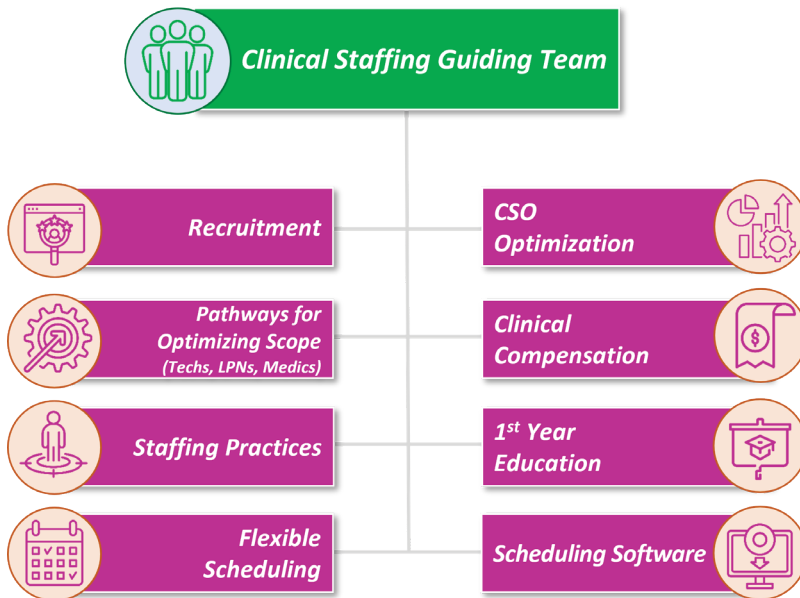 Clinical Staffing Guiding Team
Recruitment
CSO
Optimization
Pathways for
Optimizing Scope
(Techs, LPNs, Medics)
Clinical
Compensation
Staffing Practices
1st Year
Education
Flexible
Scheduling
Scheduling Software